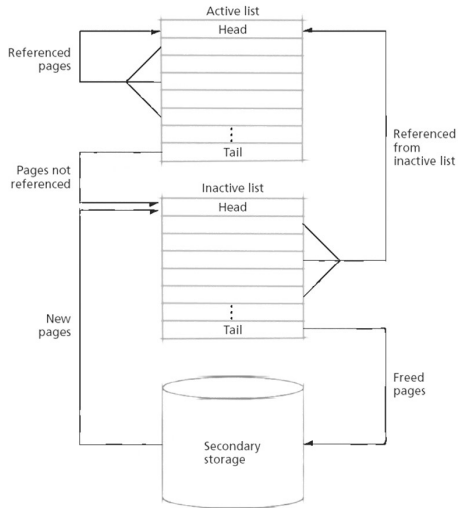 Active list
Head
Referenced
pages
Referenced
from
inactive list
Tail
Pages not
referenced
Inactive list
Head
New
pages
Tail
Freed
pages
Secondary
storage